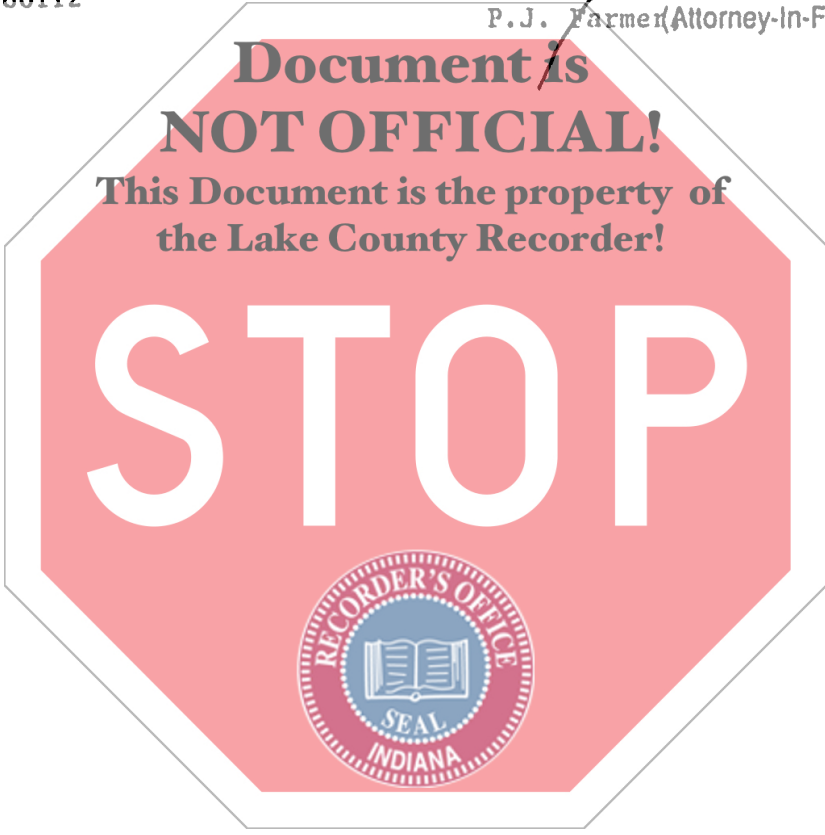 P.J. Farmer(Attorney-In-F
Document is
NOT OFFICIAL!
This Document is the property of
the Lake County Recorder!
STOP
RECORDER'S OFFICE
SEAL
INDIANA